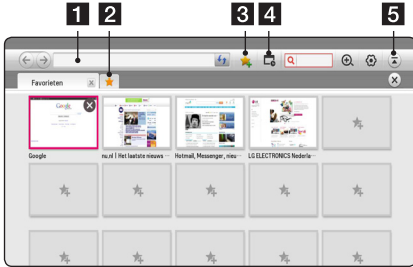 1 2 3 4 5
Favorieten
Google nu.nl | Het laatste nieuws ··· Hotmail, Messenger, nieu··· LG ELECTRONICS Nederla···